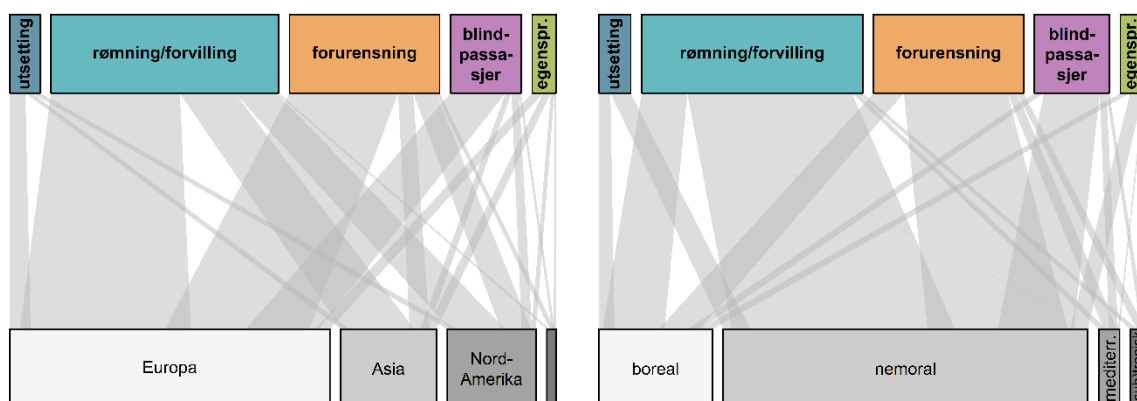 utsetting
rømning/forvilling
forurensning
blind-
passa-
sjer
egenspr.
utsetting
rømning/forvilling
forurensning
blind-
passa-
sjer
egenspr.
Europa
Asia
Nord-
Amerika
boreal
nemoral
mediterr.